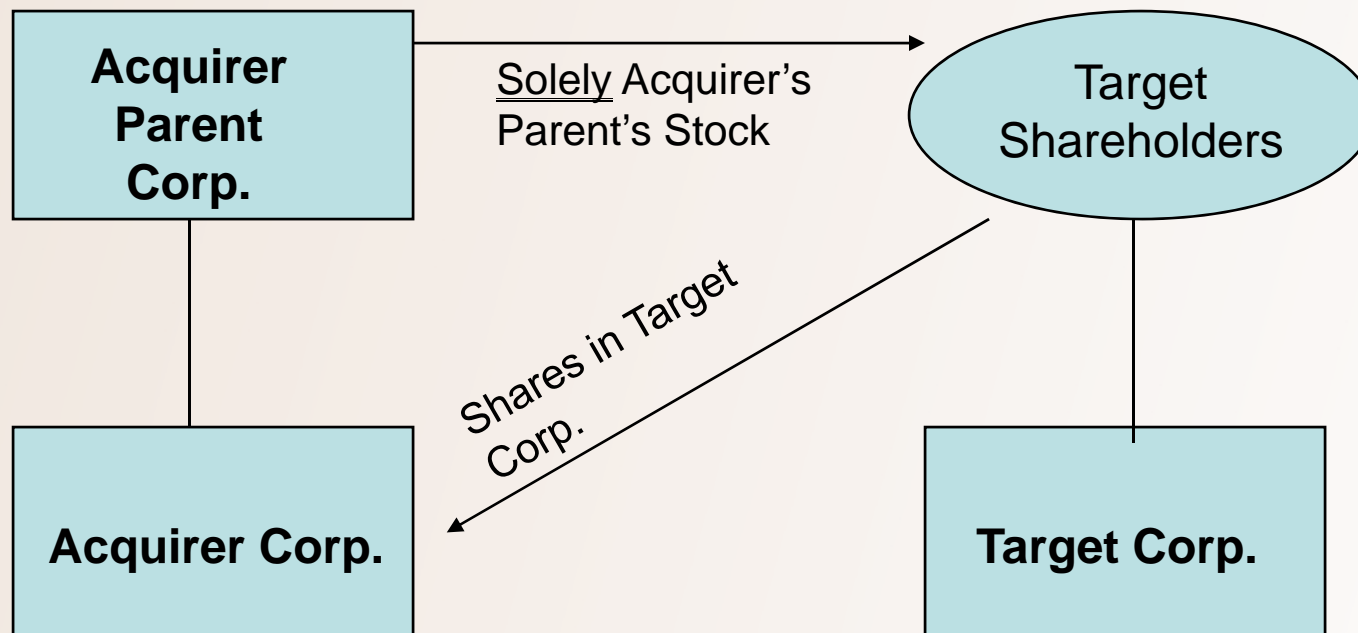 Acquirer
Parent
Corp.
Solely Acquirer's
Parent's Stock
Target
Shareholders
Shares in Target
Corp.
Acquirer Corp.
Target Corp.